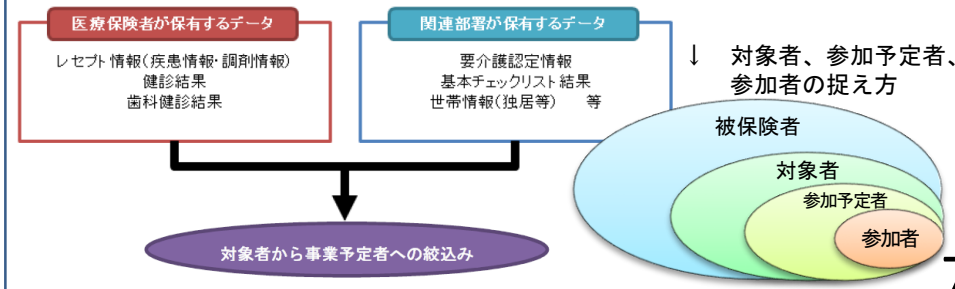 医療保険者が保有するデータ
レセプト情報(疾患情報・調剤情報)
健診結果
歯科健診結果
関連部署が保有するデータ
要介護認定情報
基本チェックリスト結果
世帯情報(独居等)　等
対象者から事業予定者への絞込み
↓　対象者、参加予定者、
参加者の捉え方
被保険者
対象者
参加予定者
参加者